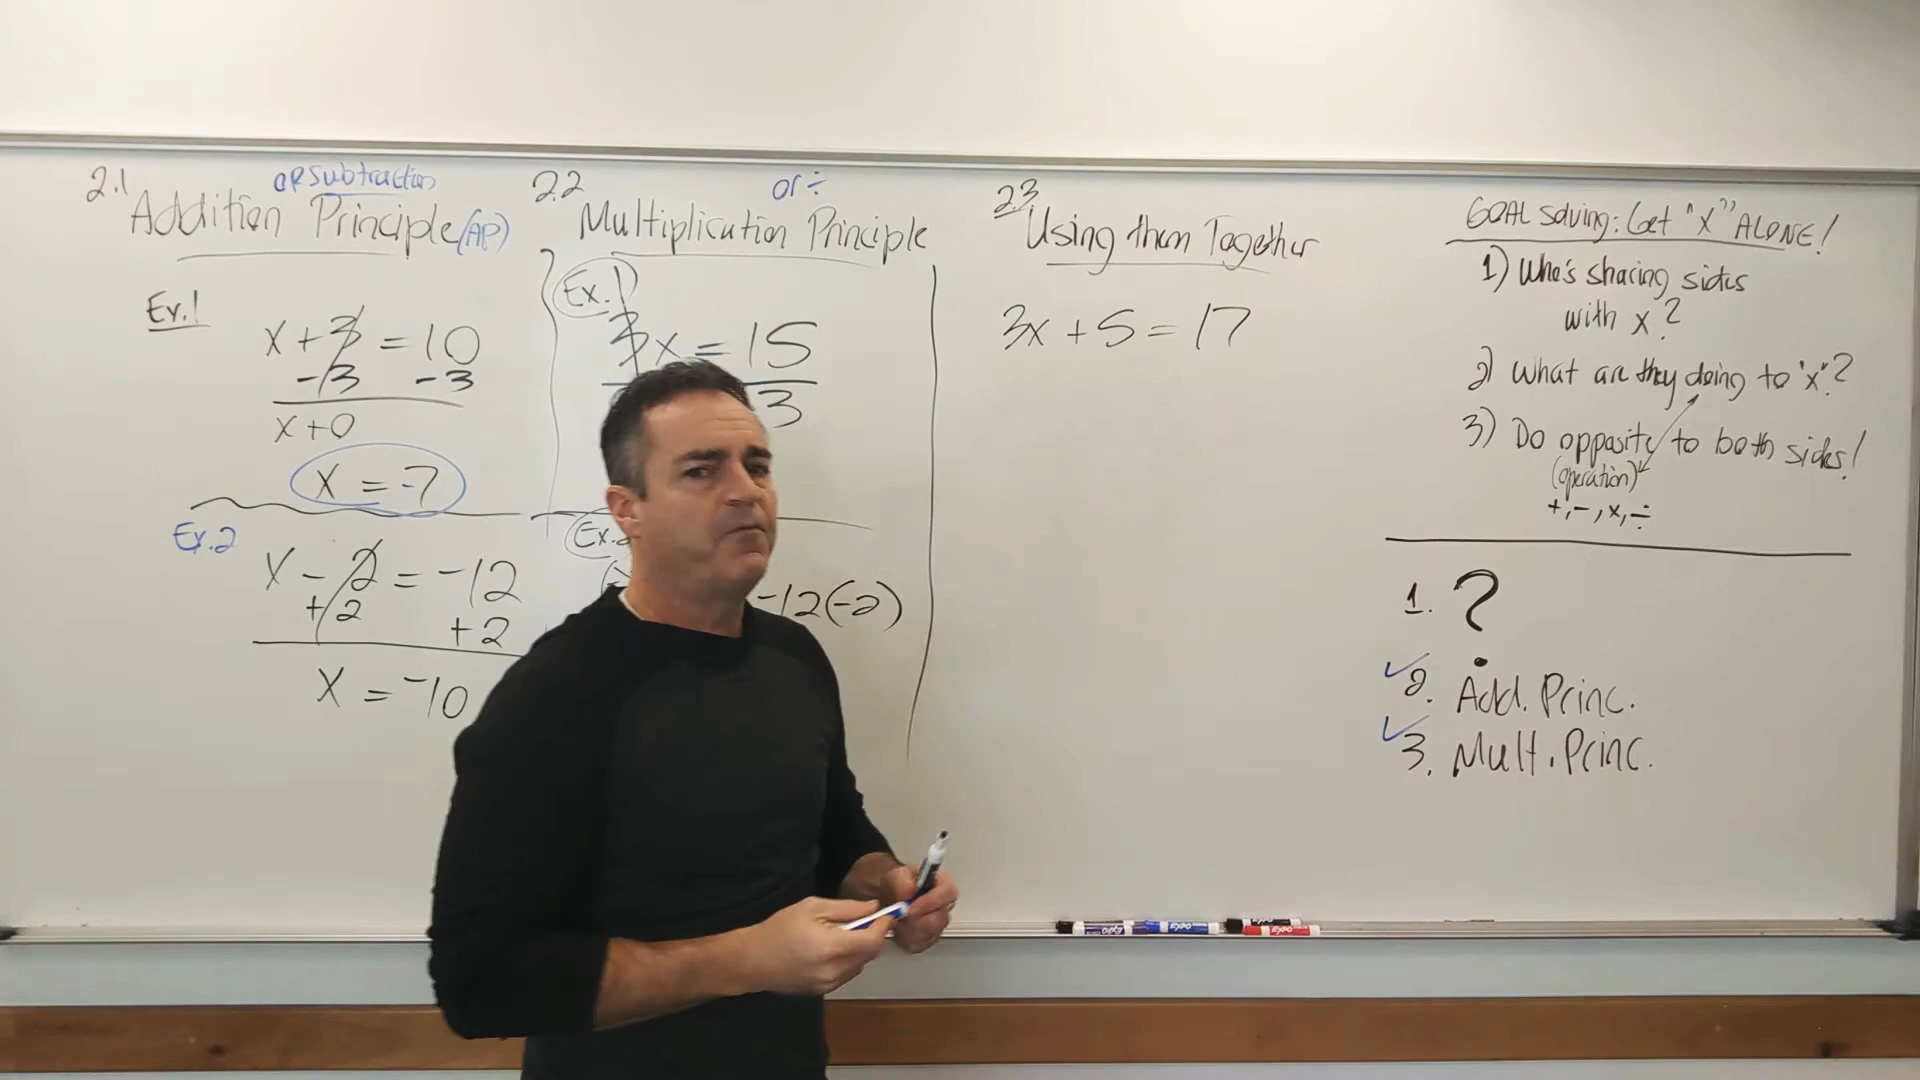 2.1
OR Subtraction
Addition Principle (AP)
Ex.1
x + 3 = 10
-3 -3
x + 0
x = -7
Ex.2
x - 2 = -12
+2 +2
x = -10
2.2
or ÷
Multiplication Principle
Ex.1
3x = 15
3
Ex.2
-12(-2)
2.3
Using them Together
3x + 5 = 17
GOAL Solving: Get "X" ALONE!
1) Who's sharing sides
with x?
2) What are they doing to "x"?
3) Do opposite to both sides!
(operation)
+, -, x, ÷
1. ?
✓2. Add. Princ.
✓3. Mult. Princ.
EXPO
EXPO